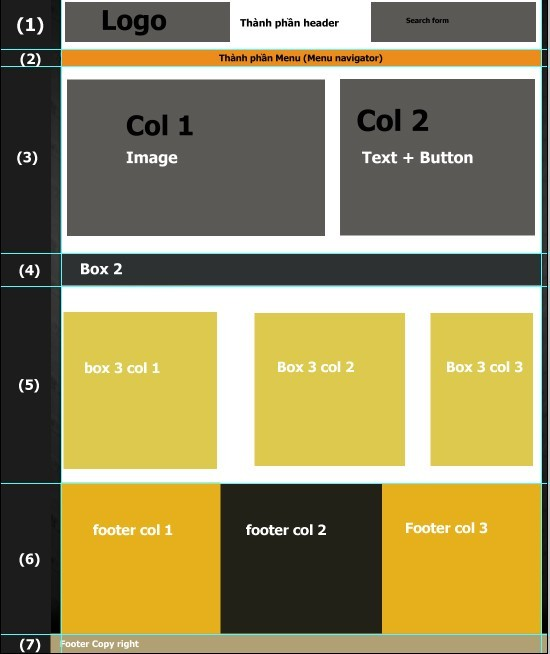 (1)
Logo
Thành phần header
Search form
(2)
Thành phần Menu (Menu navigator)
(3)
Col 1
Image
Col 2
Text + Button
(4)
Box 2
(5)
box 3 col 1
Box 3 col 2
Box 3 col 3
(6)
footer col 1
footer col 2
Footer col 3
(7)
Footer Copy right